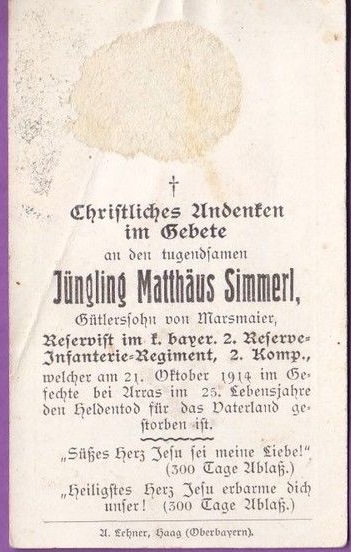 †
Christliches Andenken
im Gebete
an den tugendsamen
Jüngling Matthäus Simmerl,
Gütlerssohn von Marsmaier,
Reservist im k. bayer. 2. Reserve-
Infanterie-Regiment, 2. Komp.,
welcher am 21. Oktober 1914 im Ge-
fechte bei Arras im 25. Lebensjahre
den Heldentod für das Vaterland ge-
storben ist.
„Süßes Herz Jesu sei meine Liebe!"
(300 Tage Ablaß.)
„Heiligstes Herz Jesu erbarme dich
unser! (300 Tage Ablaß.)
A. Lehner, Haag (Oberbayern).